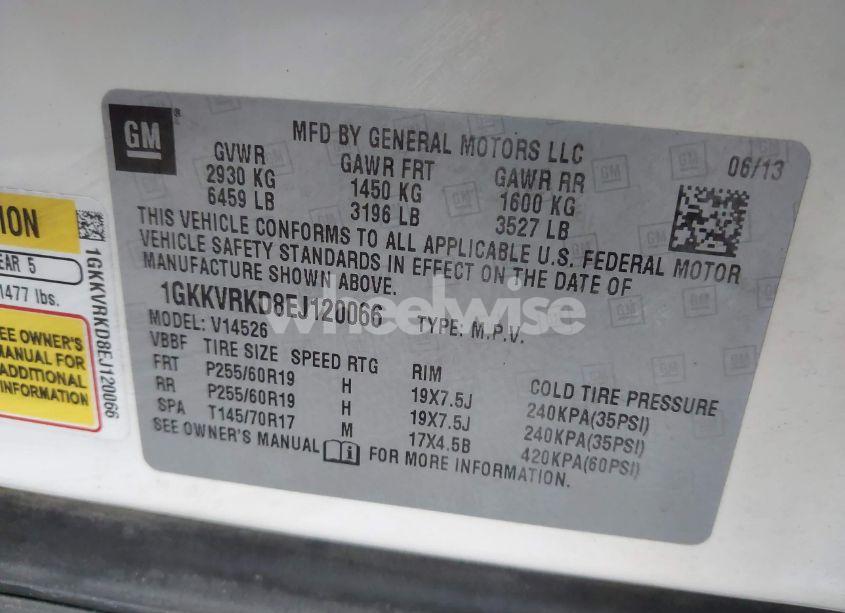 GM
MFD BY GENERAL MOTORS LLC
06/13
GVWR GAWR FRT GAWR RR
2930 KG 1450 KG 1600 KG
6459 LB 3196 LB 3527 LB
THIS VEHICLE CONFORMS TO ALL APPLICABLE U.S. FEDERAL MOTOR
VEHICLE SAFETY STANDARDS IN EFFECT ON THE DATE OF
MANUFACTURE SHOWN ABOVE.
1GKKVRKD8EJ120066 TYPE: M.P.V.
MODEL: V14526
VBBF TIRE SIZE SPEED RTG RIM COLD TIRE PRESSURE
FRT P255/60R19 H 19X7.5J 240KPA(35PSI)
RR P255/60R19 H 19X7.5J 240KPA(35PSI)
SPA T145/70R17 M 17X4.5B 420KPA(60PSI)
SEE OWNER'S MANUAL FOR MORE INFORMATION.
wheelwise
EAR 5
1477 lbs.
EE OWNER'S
MANUAL FOR
ADDITIONAL
INFORMATION
1GKKVRKD8EJ120066